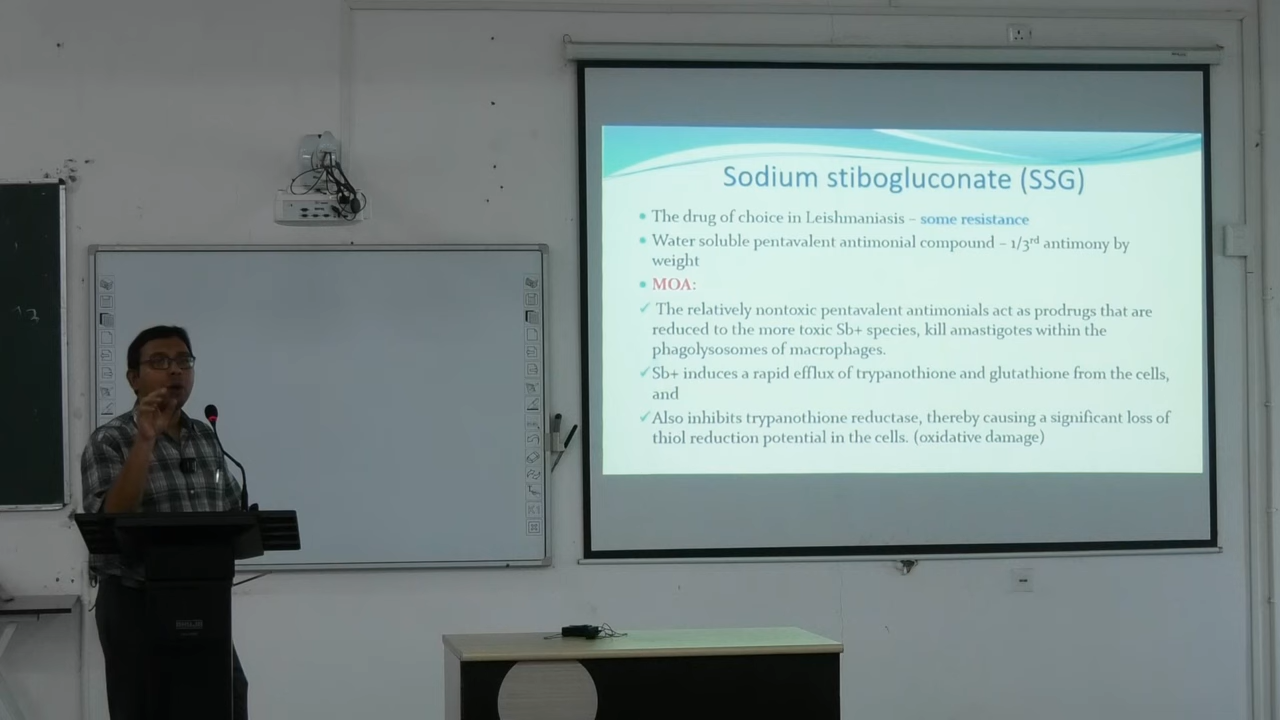 Sodium stibogluconate (SSG)
• The drug of choice in Leishmaniasis – some resistance
• Water soluble pentavalent antimonial compound – 1/3rd antimony by
weight
• MOA:
✓ The relatively nontoxic pentavalent antimonials act as prodrugs that are
reduced to the more toxic Sb+ species, kill amastigotes within the
phagolysosomes of macrophages.
✓Sb+ induces a rapid efflux of trypanothione and glutathione from the cells,
and
✓Also inhibits trypanothione reductase, thereby causing a significant loss of
thiol reduction potential in the cells. (oxidative damage)